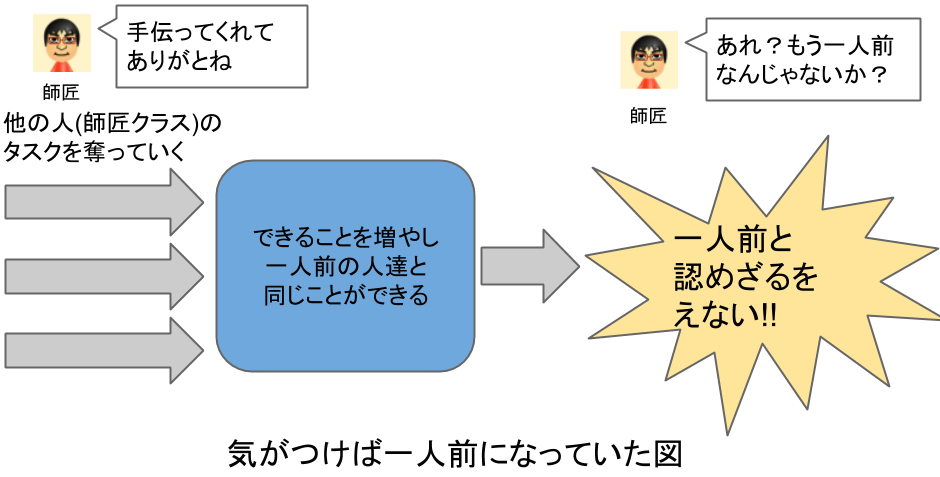 手伝ってくれて
ありがとね
師匠
他の人(師匠クラス)の
タスクを奪っていく
できることを増やし
一人前の人達と
同じことができる
あれ？もう一人前
なんじゃないか？
師匠
一人前と
認めざるを
えない!!
気がつけば一人前になっていた図